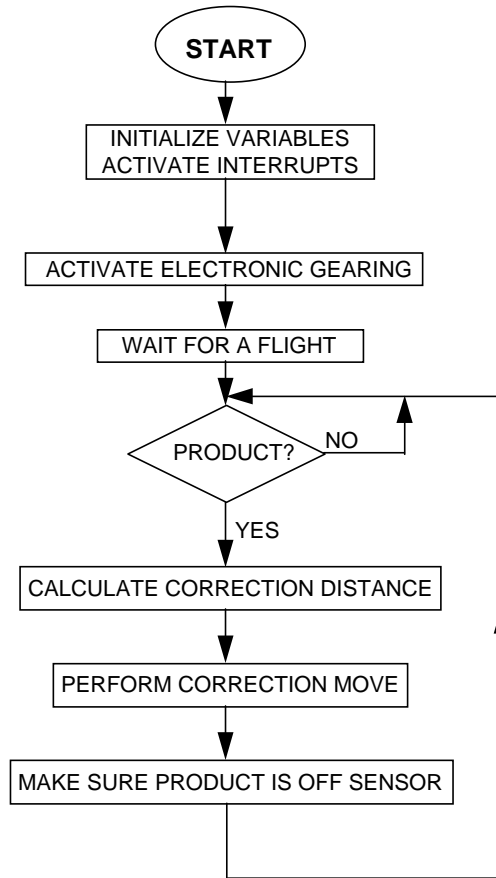 START
INITIALIZE VARIABLES
ACTIVATE INTERRUPTS
ACTIVATE ELECTRONIC GEARING
WAIT FOR A FLIGHT
PRODUCT?
NO
YES
CALCULATE CORRECTION DISTANCE
PERFORM CORRECTION MOVE
MAKE SURE PRODUCT IS OFF SENSOR